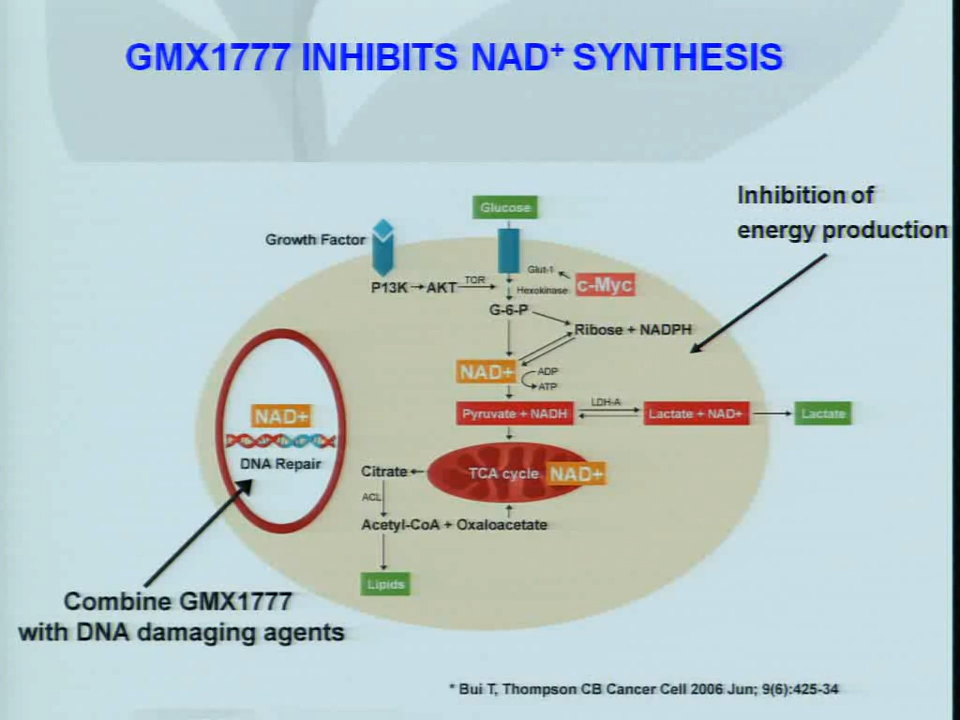 GMX1777 INHIBITS NAD+ SYNTHESIS
Inhibition of
energy production
Glucose
Growth Factor
Glut-1
c-Myc
P13K
AKT
TOR
Hexokinase
G-6-P
Ribose + NADPH
NAD+
ADP
ATP
Pyruvate + NADH
LDH-A
Lactate + NAD+
Lactate
NAD+
DNA Repair
Citrate
TCA cycle
NAD+
ACL
Acetyl-CoA + Oxaloacetate
Lipids
Combine GMX1777
with DNA damaging agents
* Bui T, Thompson CB Cancer Cell 2006 Jun; 9(6):425-34